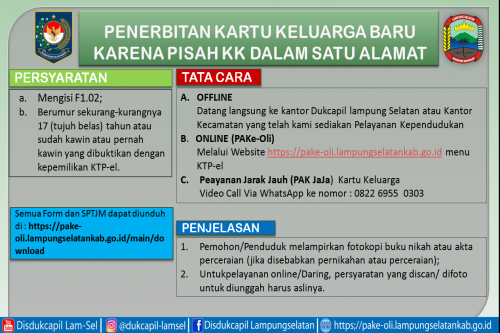 PENERBITAN KARTU KELUARGA BARU
KARENA PISAH KK DALAM SATU ALAMAT
PERSYARATAN
a. Mengisi F1.02;
b. Berumur sekurang-kurangnya
17 (tujuh belas) tahun atau
sudah kawin atau pernah
kawin yang dibuktikan dengan
kepemilikan KTP-el.
Semua Form dan SPTJM dapat diunduh
di : https://pake-
oli.lampungselatankab.go.id/main/do
wnload
TATA CARA
A. OFFLINE
Datang langsung ke kantor Dukcapil lampung Selatan atau Kantor
Kecamatan yang telah kami sediakan Pelayanan Kependudukan
B. ONLINE (PAKe-Oli)
Melalui Website https://pake-oli.lampungselatankab.go.id menu
KTP-el
C. Peayanan Jarak Jauh (PAK JaJa) Kartu Keluarga
Video Call Via WhatsApp ke nomor : 0822 6955 0303
PENJELASAN
1. Pemohon/Penduduk melampirkan fotokopi buku nikah atau akta
perceraian (jika disebabkan pernikahan atau perceraian);
2. Untukpelayanan online/Daring, persyaratan yang discan/ difoto
untuk diunggah harus aslinya.
Disdukcapil Lam-Sel
@dukcapil-lamsel
Disdukcapil Lampungselatan
https://pake-oli.lampungselatankab.go.id